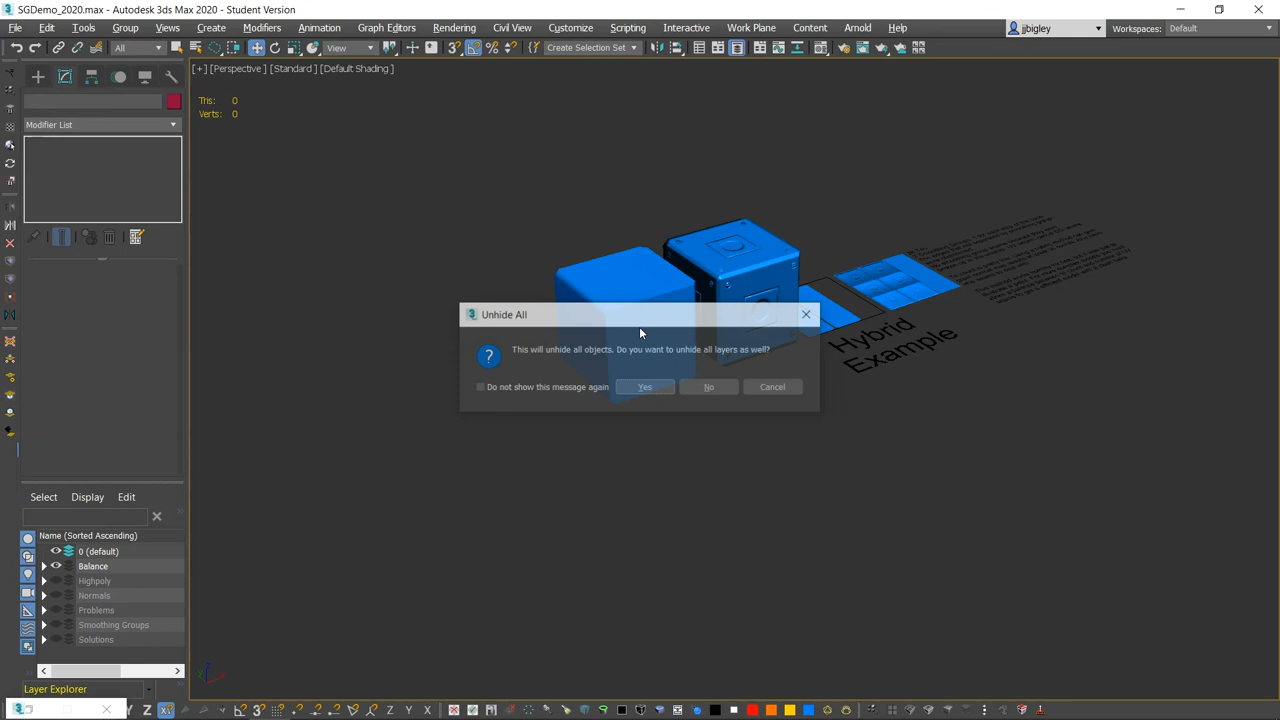 SGDemo_2020.max - Autodesk 3ds Max 2020 - Student Version
File Edit Tools Group Views Create Modifiers Animation Graph Editors Rendering Civil View Customize Scripting Interactive Work Plane Content Arnold Help jjbigley Workspaces: Default
All View Create Selection Set
[+] [Perspective ] [Standard ] [Default Shading ]
Tris: 0
Verts: 0
Modifier List
Hybrid
Example
Unhide All
This will unhide all objects. Do you want to unhide all layers as well?
Do not show this message again Yes No Cancel
Select Display Edit
Name (Sorted Ascending)
0 (default)
Balance
Highpoly
Normals
Problems
Smoothing Groups
Solutions
Layer Explorer
Y Z Z Y X